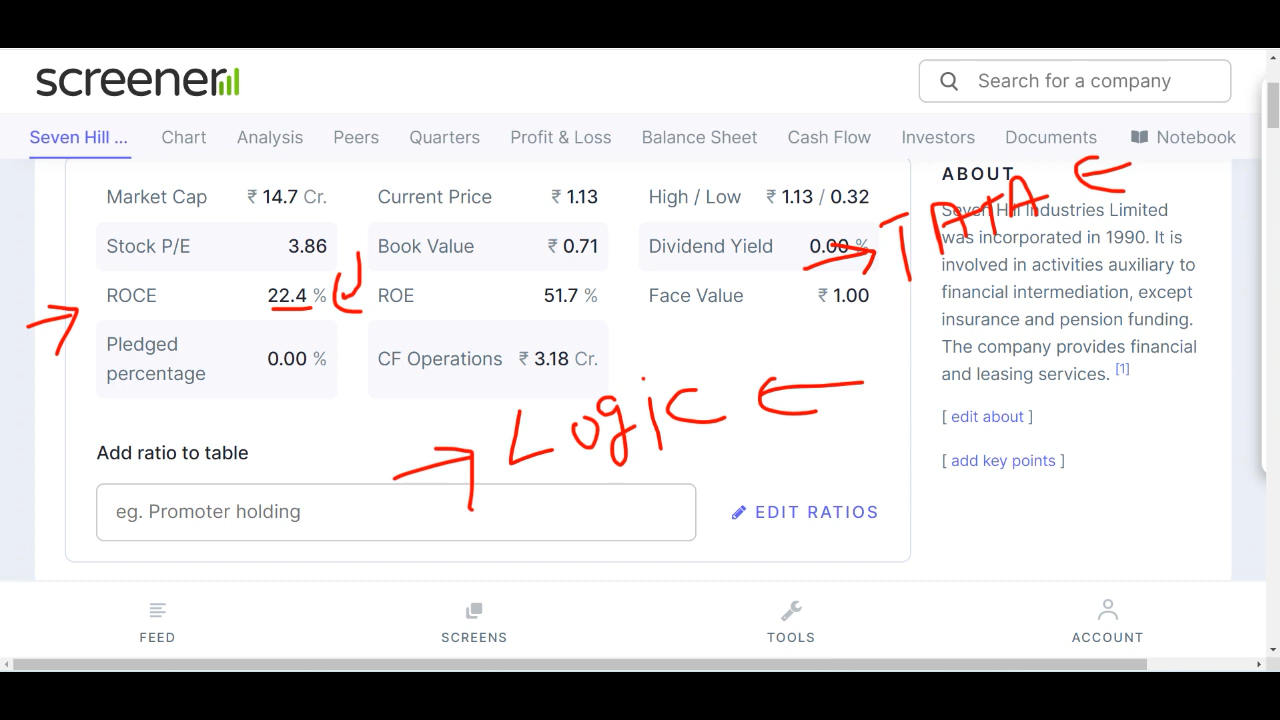 screener
Search for a company
Seven Hill ... Chart Analysis Peers Quarters Profit & Loss Balance Sheet Cash Flow Investors Documents Notebook
Market Cap ₹ 14.7 Cr. Current Price ₹ 1.13 High / Low ₹ 1.13 / 0.32
Stock P/E 3.86 Book Value ₹ 0.71 Dividend Yield 0.00 %
ROCE 22.4 % ROE 51.7 % Face Value ₹ 1.00
Pledged
percentage 0.00 % CF Operations ₹ 3.18 Cr.
TATA
Logic
Add ratio to table
eg. Promoter holding
EDIT RATIOS
ABOUT
Seven Hill Industries Limited
was incorporated in 1990. It is
involved in activities auxiliary to
financial intermediation, except
insurance and pension funding.
The company provides financial
and leasing services. [1]
[ edit about ]
[ add key points ]
FEED SCREENS TOOLS ACCOUNT